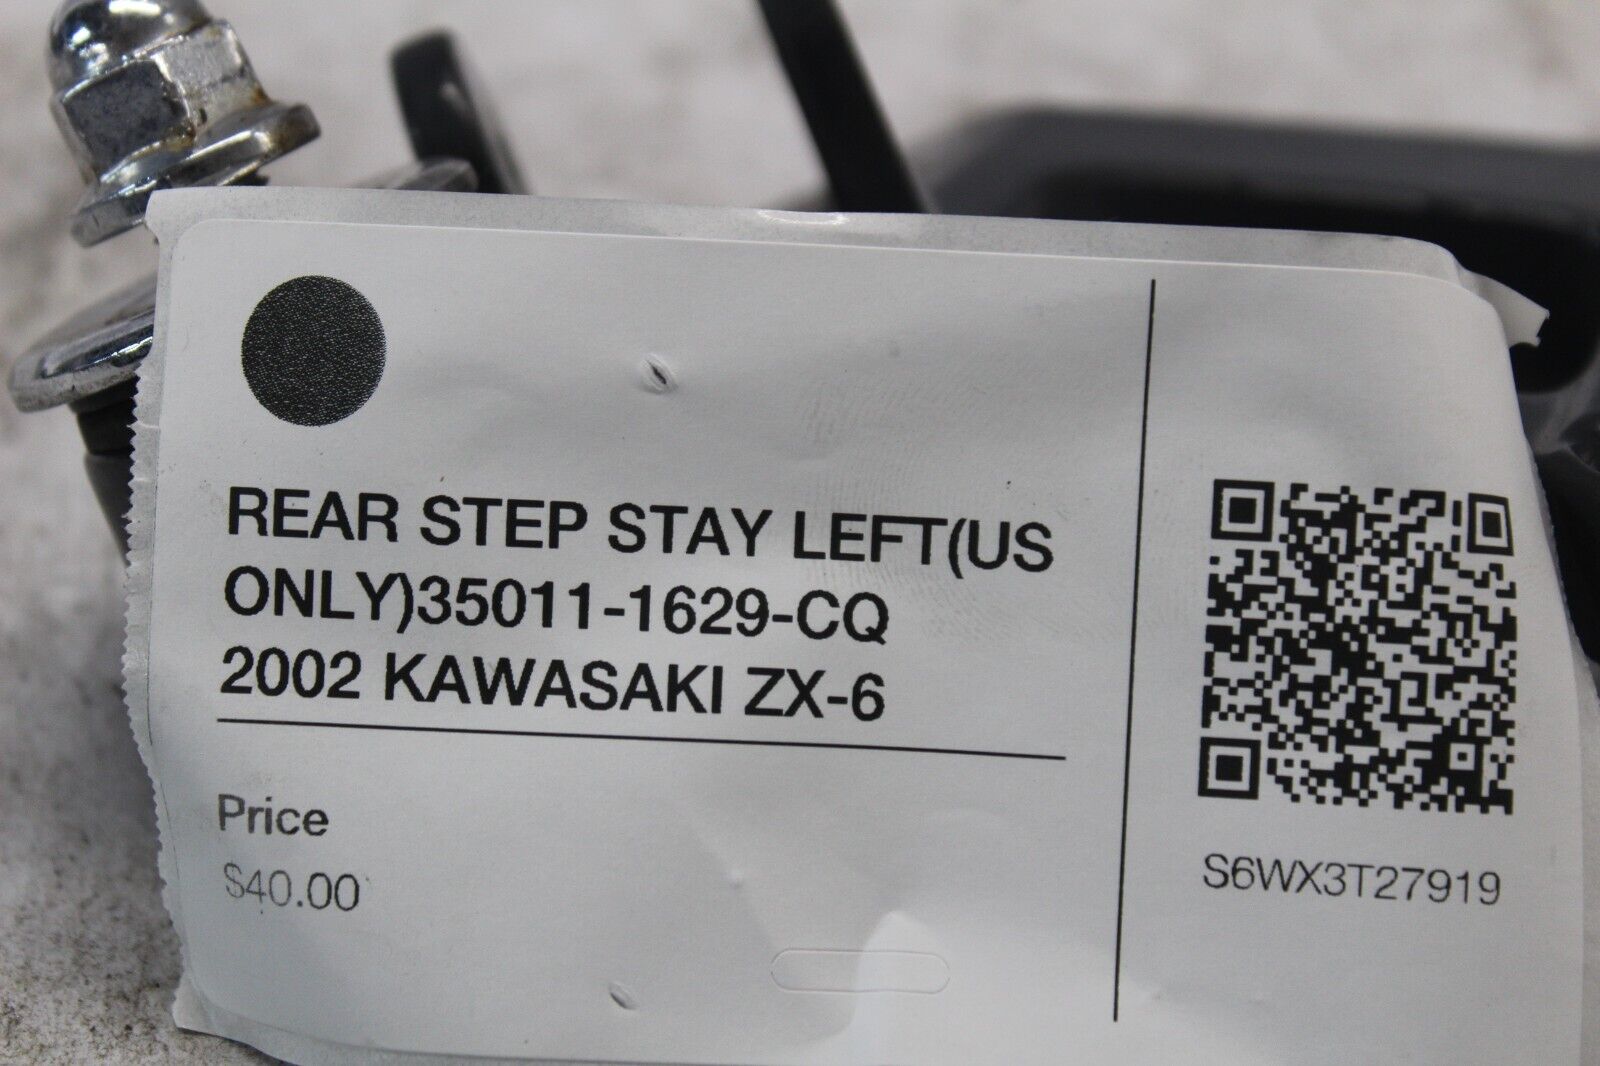 REAR STEP STAY LEFT(US
ONLY)35011-1629-CQ
2002 KAWASAKI ZX-6
Price
$40.00
S6WX3T27919